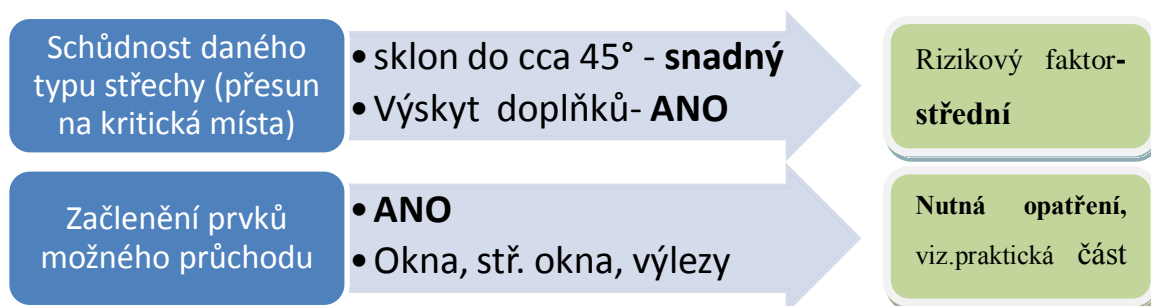 Schůdnost daného
typu střechy (přesun
na kritická místa)
• sklon do cca 45° - snadný
• Výskyt doplňků- ANO
Rizikový faktor-
střední
Začlenění prvků
možného průchodu
• ANO
• Okna, stř. okna, výlezy
Nutná opatření,
viz.praktická část